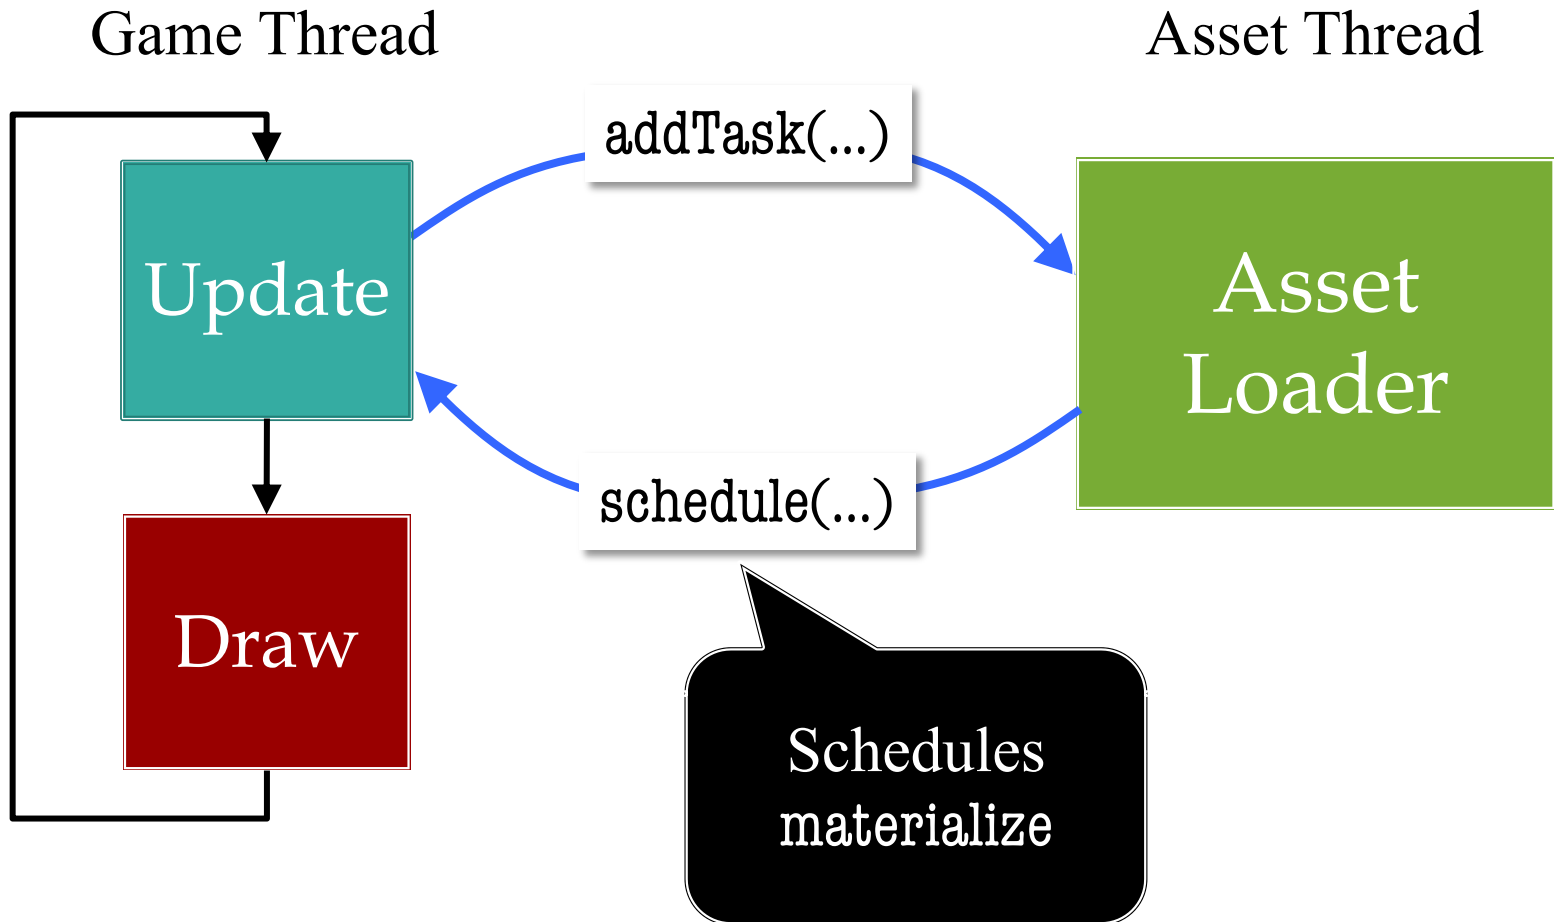 Game Thread
Asset Thread
addTask(...)
Update
Asset
Loader
schedule(...)
Draw
Schedules
materialize